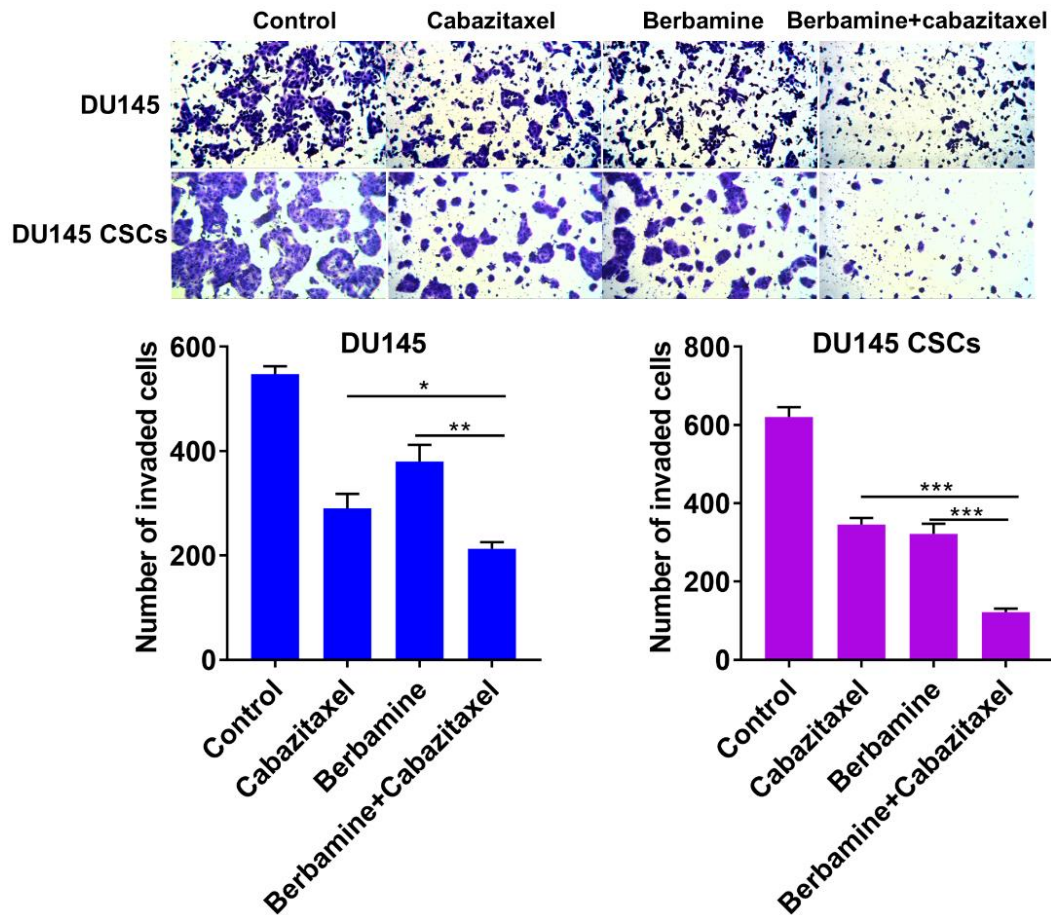 Control Cabazitaxel Berbamine Berbamine+cabazitaxel
DU145
DU145 CSCs
DU145
Number of invaded cells
600
400
200
0
*
**
Control
Cabazitaxel
Berbamine
Berbamine+Cabazitaxel
DU145 CSCs
Number of invaded cells
800
600
400
200
0
***
***
Control
Cabazitaxel
Berbamine
Berbamine+Cabazitaxel